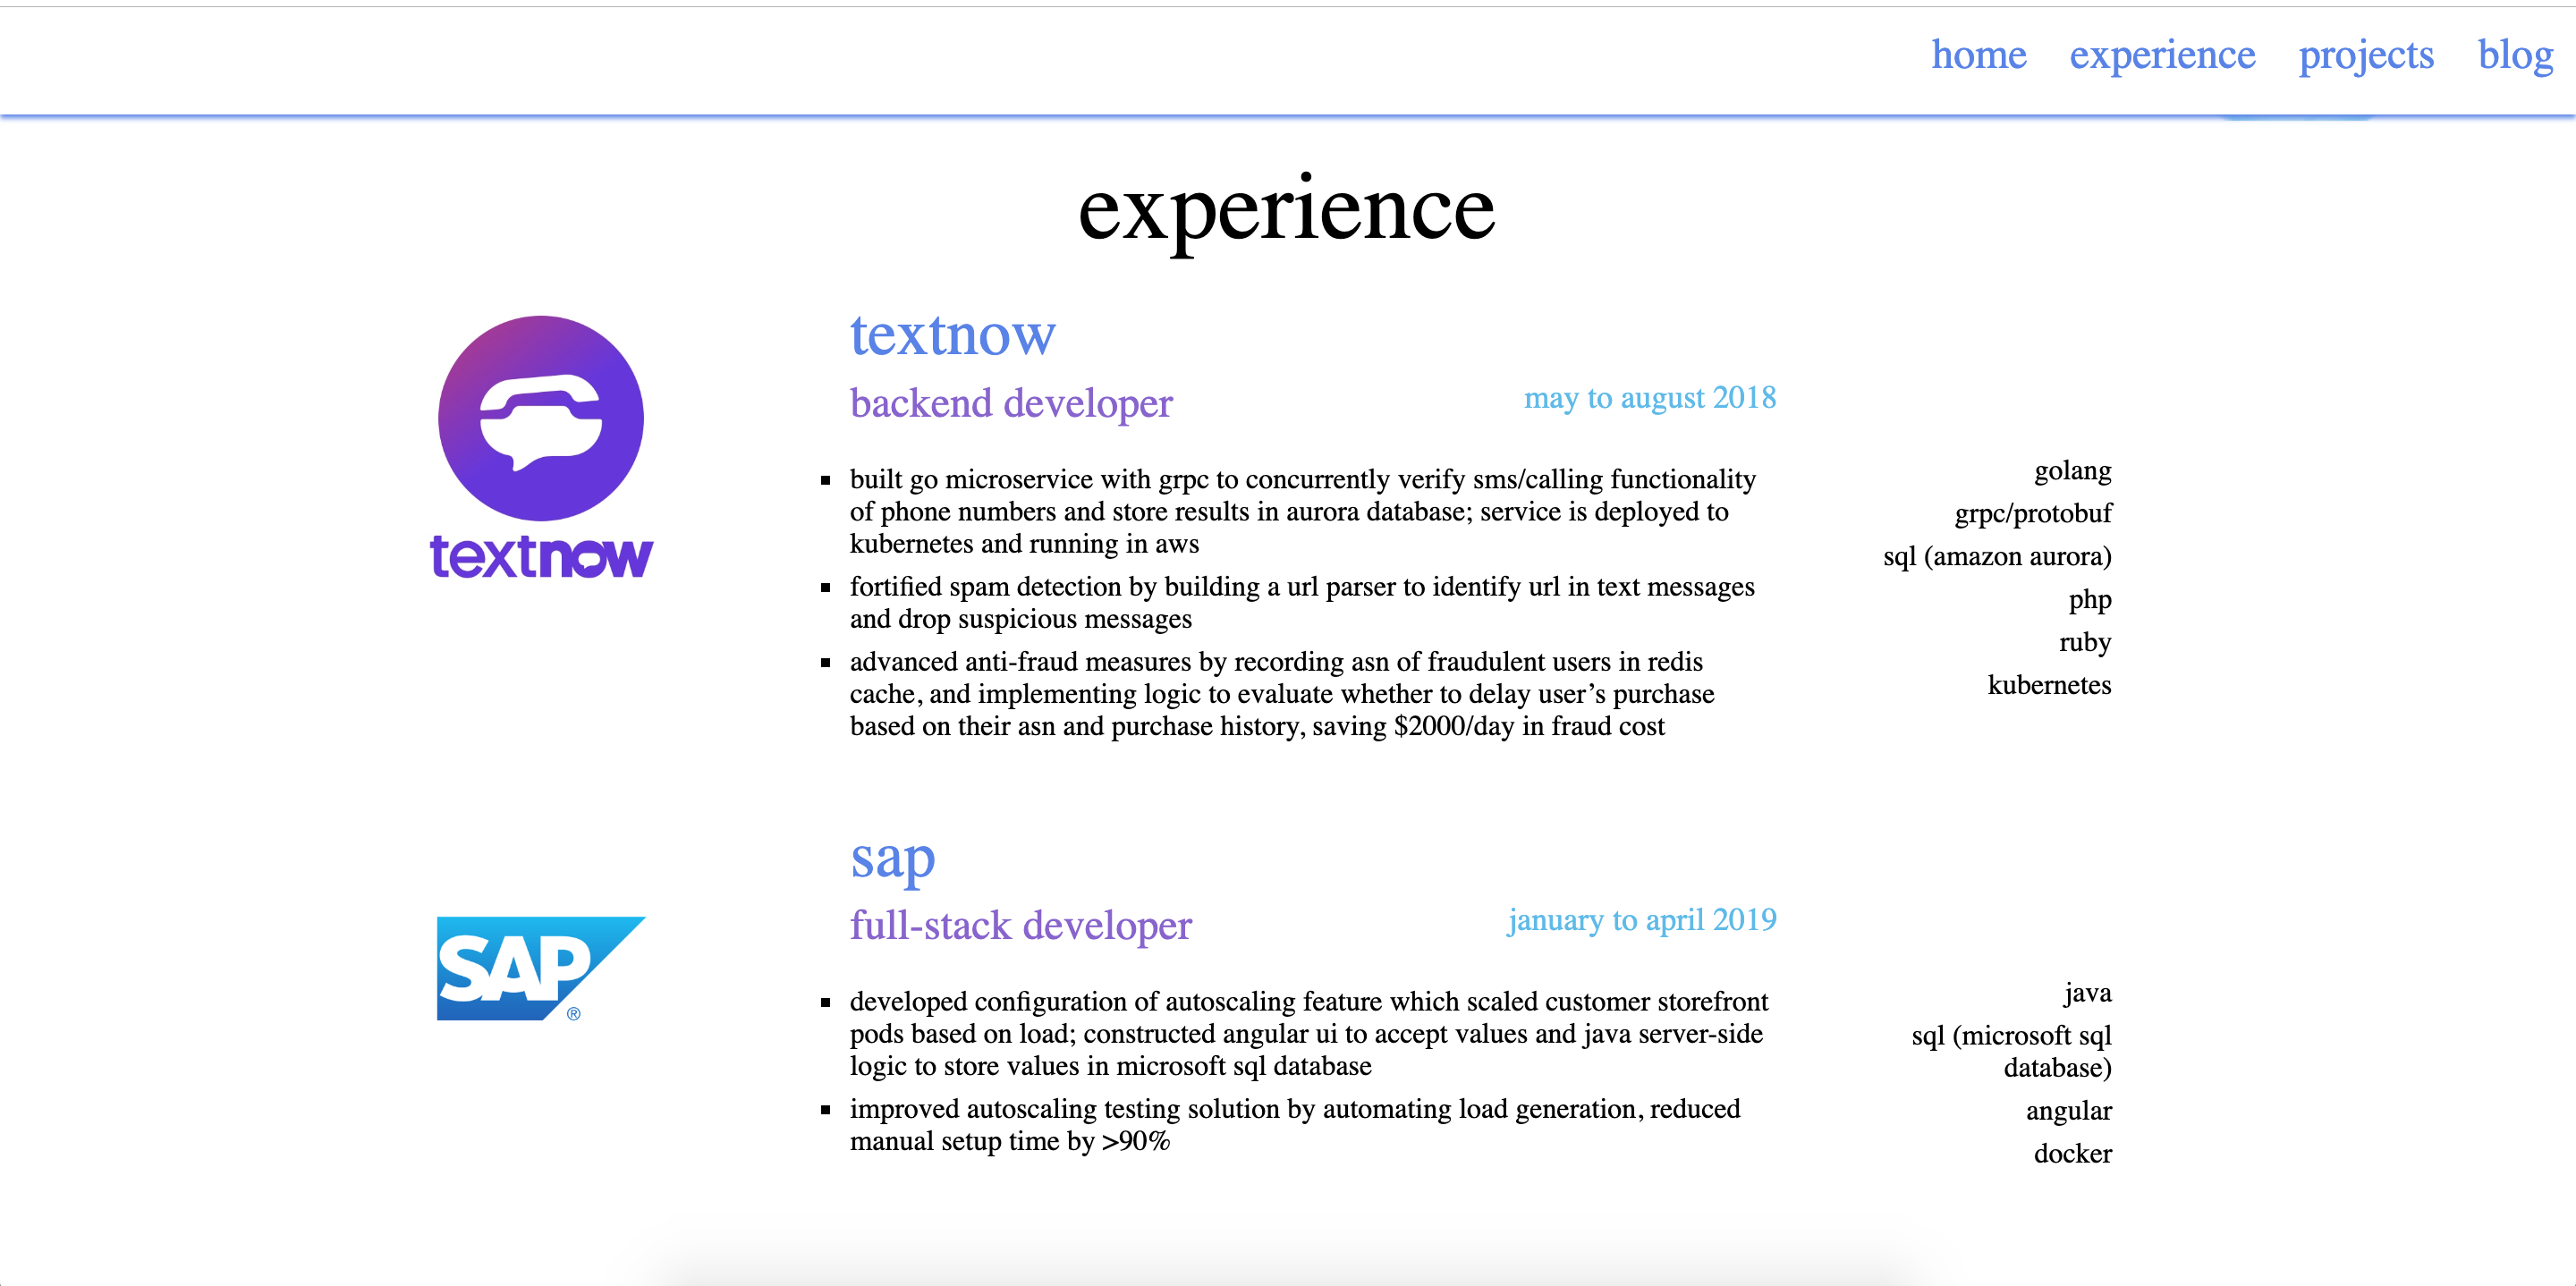 home experience projects blog
experience
textnow
textnow
backend developer
may to august 2018
built go microservice with grpc to concurrently verify sms/calling functionality
of phone numbers and store results in aurora database; service is deployed to
kubernetes and running in aws
fortified spam detection by building a url parser to identify url in text messages
and drop suspicious messages
advanced anti-fraud measures by recording asn of fraudulent users in redis
cache, and implementing logic to evaluate whether to delay user’s purchase
based on their asn and purchase history, saving $2000/day in fraud cost
golang
grpc/protobuf
sql (amazon aurora)
php
ruby
kubernetes
SAP®
sap
full-stack developer
january to april 2019
developed configuration of autoscaling feature which scaled customer storefront
pods based on load; constructed angular ui to accept values and java server-side
logic to store values in microsoft sql database
improved autoscaling testing solution by automating load generation, reduced
manual setup time by >90%
java
sql (microsoft sql
database)
angular
docker